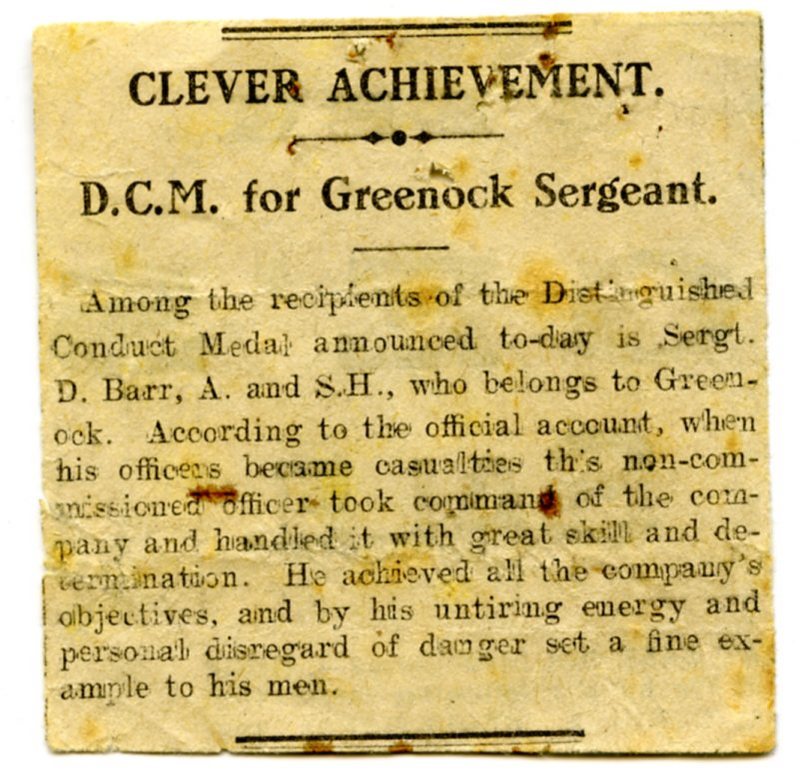 CLEVER ACHIEVEMENT.
D.C.M. for Greenock Sergeant.
Among the recipients of the Distinguished
Conduct Medal announced to-day is Sergt.
D. Barr, A. and S.H., who belongs to Green-
ock. According to the official account, when
his officers became casualties this non-com-
missioned officer took command of the com-
pany and handled it with great skill and de-
termination. He achieved all the company's
objectives, and by his untiring energy and
personal disregard of danger set a fine ex-
ample to his men.